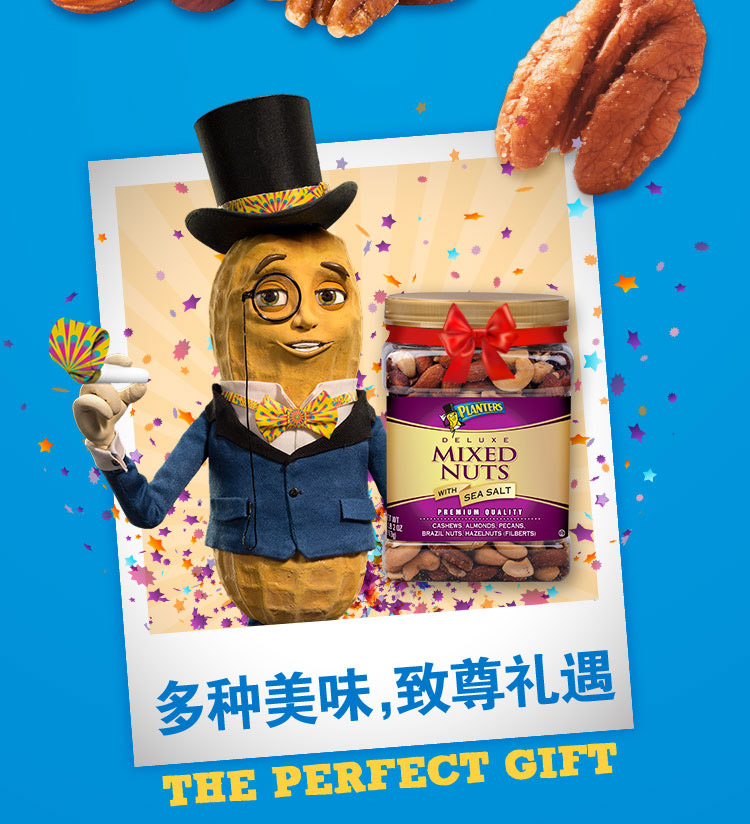 PLANTERS
DELUXE
MIXED
NUTS
WITH SEA SALT
PREMIUM QUALITY
CASHEWS, ALMONDS, PECANS,
BRAZIL NUTS, HAZELNUTS (FILBERTS)
多种美味,致尊礼遇
THE PERFECT GIFT